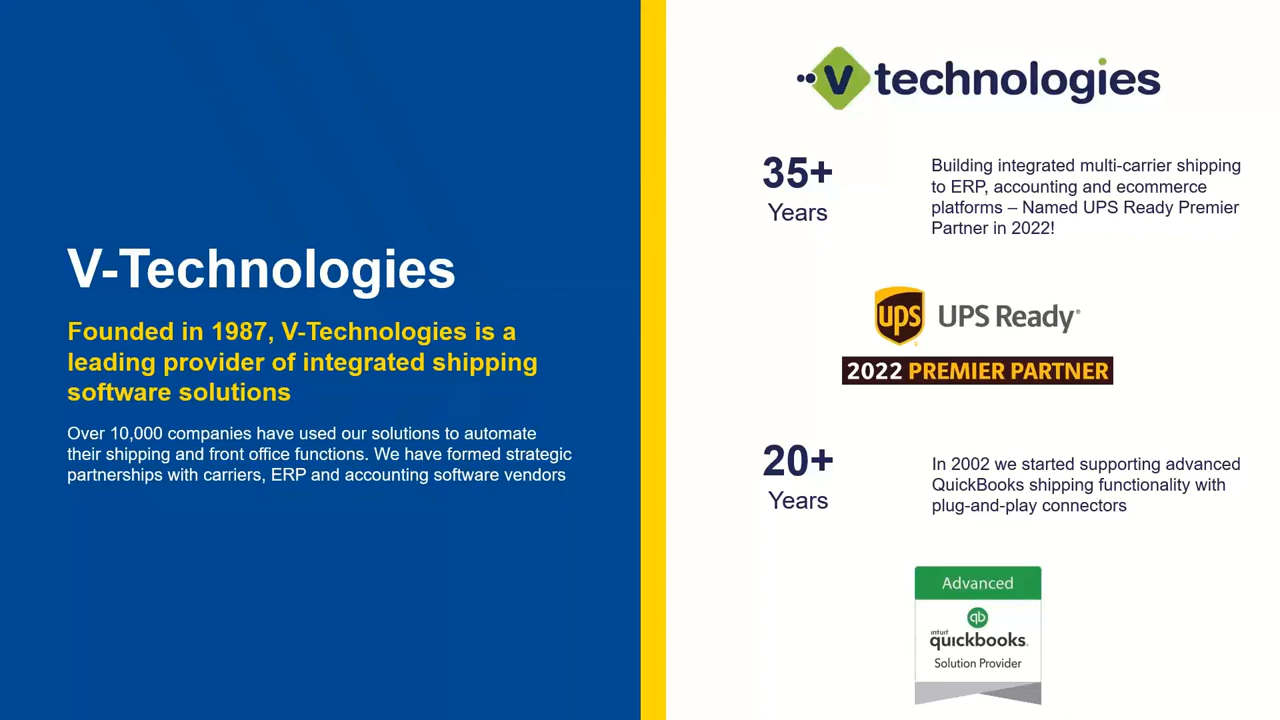 V-Technologies
Founded in 1987, V-Technologies is a
leading provider of integrated shipping
software solutions
Over 10,000 companies have used our solutions to automate
their shipping and front office functions. We have formed strategic
partnerships with carriers, ERP and accounting software vendors
V technologies
35+
Years
Building integrated multi-carrier shipping
to ERP, accounting and ecommerce
platforms – Named UPS Ready Premier
Partner in 2022!
ups UPS Ready®
2022 PREMIER PARTNER
20+
Years
In 2002 we started supporting advanced
QuickBooks shipping functionality with
plug-and-play connectors
Advanced
qb
intuit
quickbooks.
Solution Provider